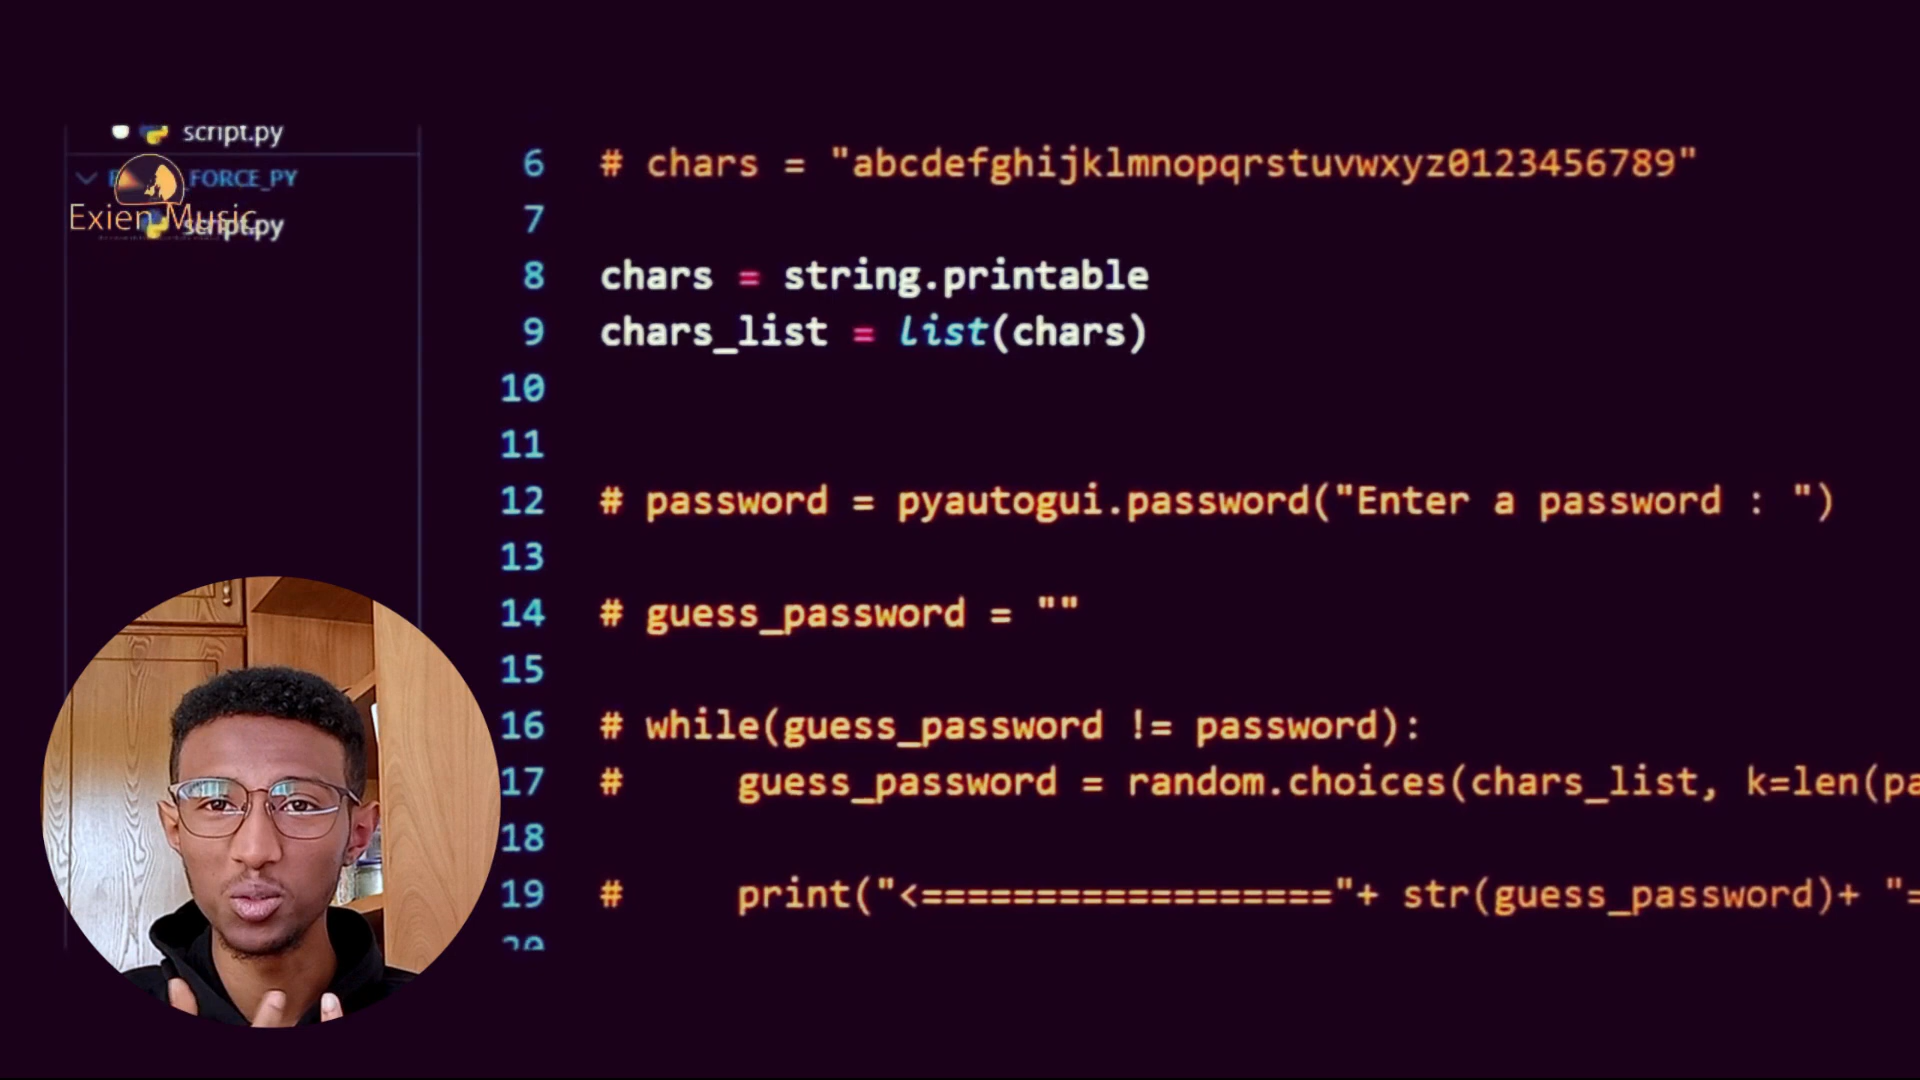 script.py
FORCE_PY
Exien Music
script.py
6 # chars = "abcdefghijklmnopqrstuvwxyz0123456789"
7
8 chars = string.printable
9 chars_list = list(chars)
10
11
12 # password = pyautogui.password("Enter a password : ")
13
14 # guess_password = ""
15
16 # while(guess_password != password):
17 #     guess_password = random.choices(chars_list, k=len(pa
18
19 #     print("<=================="+ str(guess_password)+ "=
20